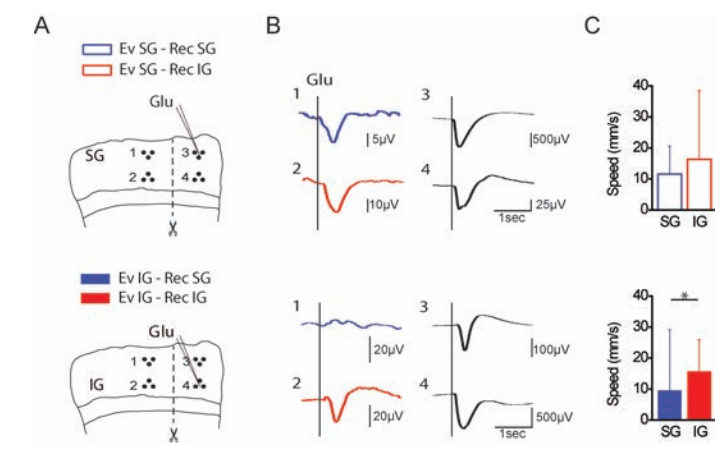 A
B
C
Ev SG - Rec SG
Ev SG - Rec IG
Glu
SG
1
3
2
4
Glu
1
3
5µV
500µV
2
4
10µV
25µV
1sec
40
30
20
10
0
Speed (mm/s)
SG IG
Ev IG - Rec SG
Ev IG - Rec IG
Glu
1
3
IG
2
4
1
3
20µV
100µV
2
4
20µV
500µV
1sec
40
30
20
10
0
Speed (mm/s)
*
SG IG